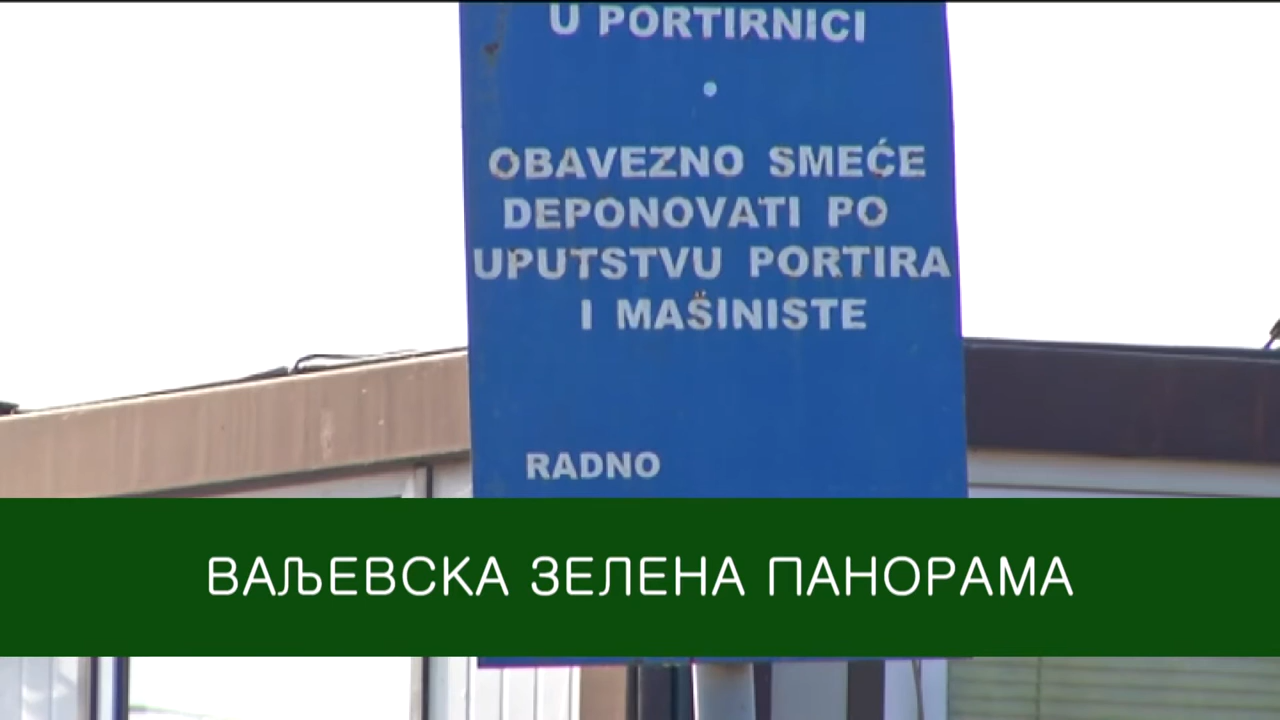 U PORTIRNICI
•
OBAVEZNO SMEĆE
DEPONOVATI PO
UPUTSTVU PORTIRA
I MAŠINISTE
RADNO
ВАЉЕВСКА ЗЕЛЕНА ПАНОРАМА